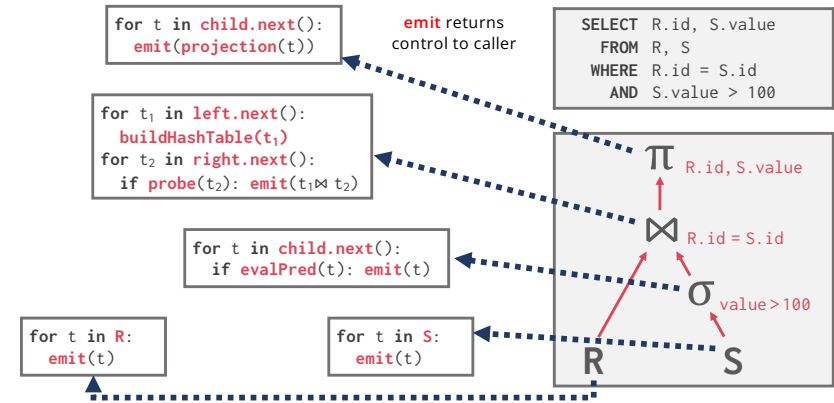 for t in child.next():
emit(projection(t))
emit returns
control to caller
SELECT R.id, S.value
FROM R, S
WHERE R.id = S.id
AND S.value > 100
for t₁ in left.next():
buildHashTable(t₁)
for t₂ in right.next():
if probe(t₂): emit(t₁⨝ t₂)
π R.id, S.value
⨝ R.id = S.id
for t in child.next():
if evalPred(t): emit(t)
σ value>100
for t in R:
emit(t)
for t in S:
emit(t)
R S